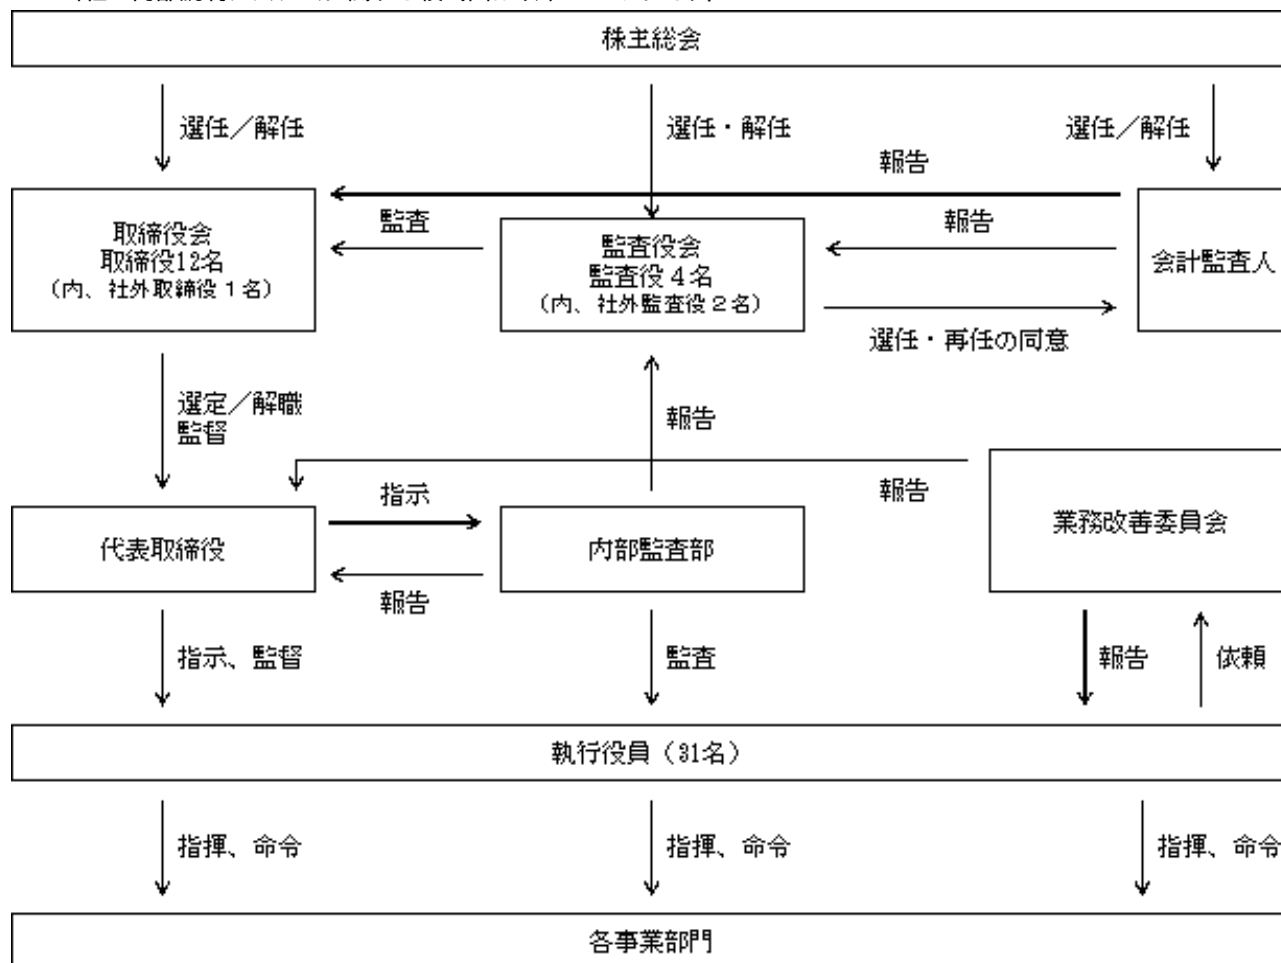 株主総会
選任／解任
選任・解任
選任／解任
報告
取締役会
取締役12名
（内、社外取締役１名）
監査
監査役会
監査役４名
（内、社外監査役２名）
報告
会計監査人
選任・再任の同意
選定／解職
監督
報告
報告
指示
代表取締役
内部監査部
業務改善委員会
報告
指示、監督
監査
報告
依頼
執行役員（31名）
指揮、命令
指揮、命令
指揮、命令
各事業部門